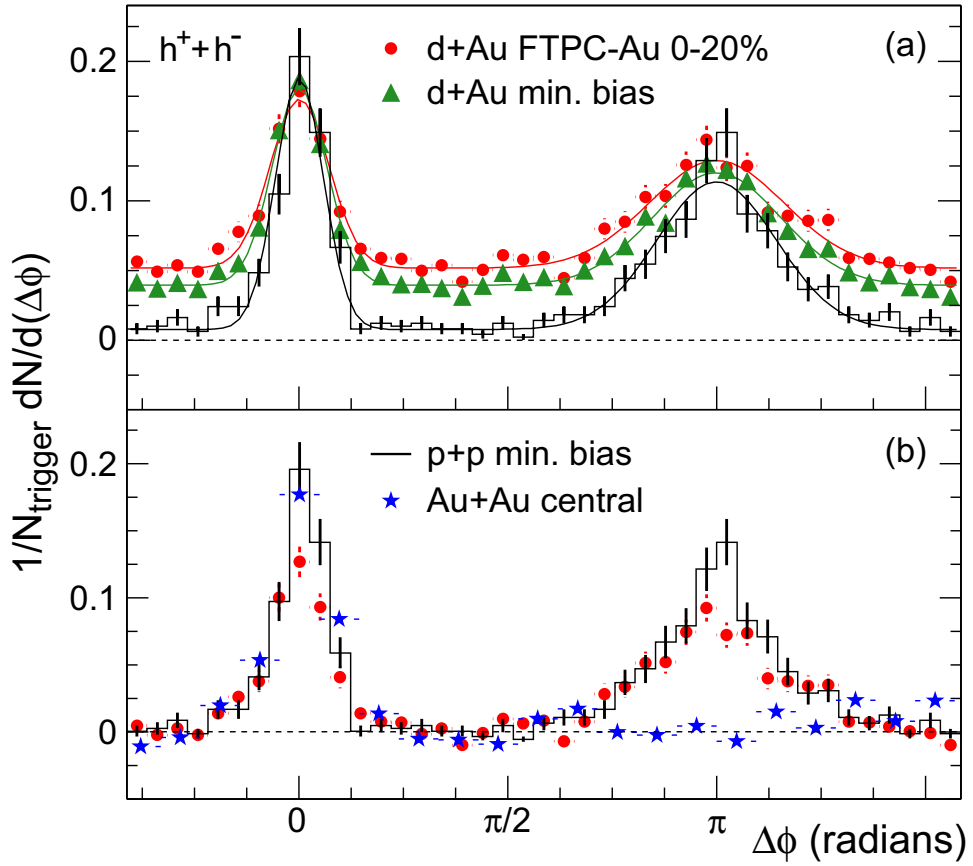 h⁺+h⁻
(a)
d+Au FTPC-Au 0-20%
d+Au min. bias
0.2
0.1
0
1/N_trigger dN/d(Δϕ)
(b)
p+p min. bias
Au+Au central
0.2
0.1
0
0 π/2 π Δϕ (radians)